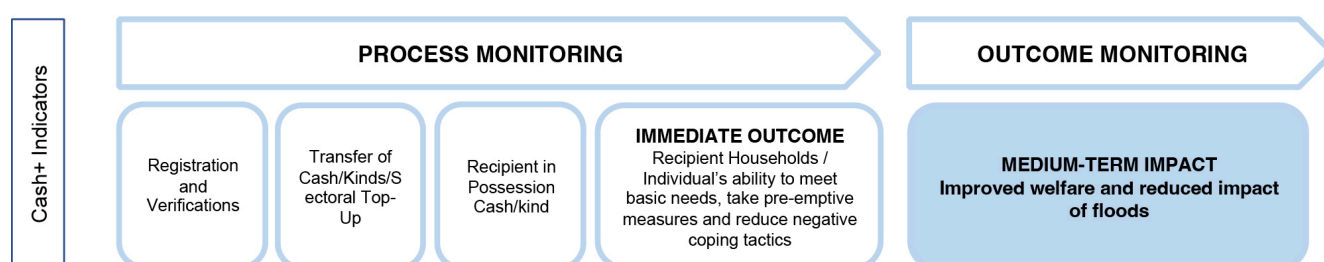 Cash+ Indicators
PROCESS MONITORING
OUTCOME MONITORING
Registration
and
Verifications
Transfer of
Cash/Kinds/S
ectoral Top-
Up
Recipient in
Possession
Cash/kind
IMMEDIATE OUTCOME
Recipient Households /
Individual's ability to meet
basic needs, take pre-emptive
measures and reduce negative
coping tactics
MEDIUM-TERM IMPACT
Improved welfare and reduced impact
of floods